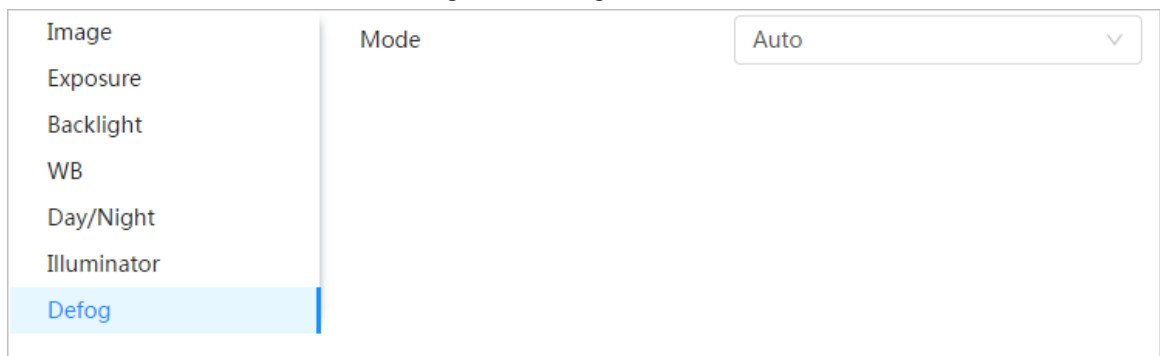 Image
Mode Auto
Exposure
Backlight
WB
Day/Night
Illuminator
Defog